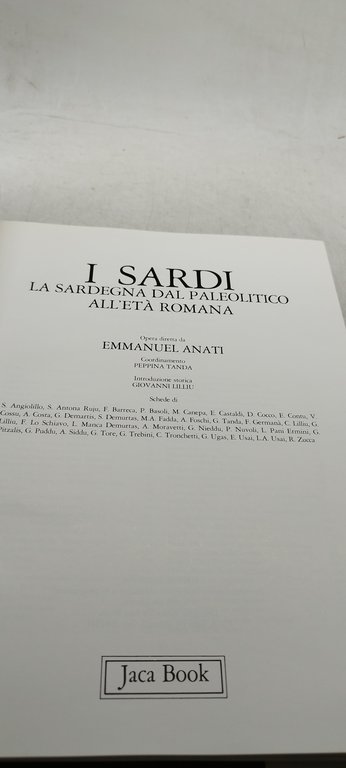 I SARDI
LA SARDEGNA DAL PALEOLITICO
ALL'ETÀ ROMANA
Opera diretta da
EMMANUEL ANATI
Coordinamento
PEPPINA TANDA
Introduzione storica
GIOVANNI LILLIU
Schede di
S. Angiolillo, S. Antona Ruju, F. Barreca, P. Basoli, M. Canepa, E. Castaldi, D. Cocco, E. Contu, V.
Cossu, A. Costa, G. Demartis, S. Demurtas, M.A. Fadda, A. Foschi, G. Tanda, F. Germanà, C. Lilliu, G.
Lilliu, F. Lo Schiavo, L. Manca Demurtas, A. Moravetti, G. Nieddu, P. Nuvoli, L. Pani Ermini, G.
Pitzalis, G. Puddu, A. Siddu, G. Tore, G. Trebini, C. Tronchetti, G. Ugas, E. Usai, L.A. Usai, R. Zucca
Jaca Book